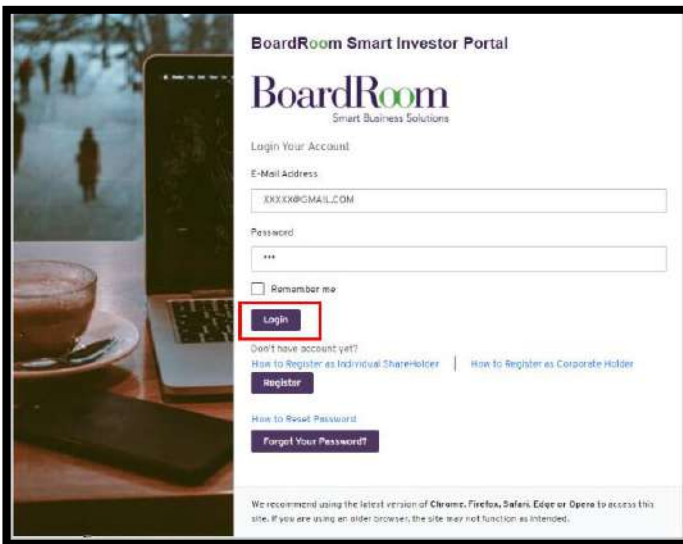 BoardRoom Smart Investor Portal
BoardRoom
Smart Business Solutions
Login Your Account
E-Mail Address
XXXXX@GMAIL.COM
Password
***
Remember me
Login
Don't have account yet?
How to Register as Individual ShareHolder | How to Register as Corporate Holder
Register
How to Reset Password
Forgot Your Password?
We recommend using the latest version of Chrome, Firefox, Safari, Edge or Opera to access this
site. If you are using an older browser, the site may not function as intended.